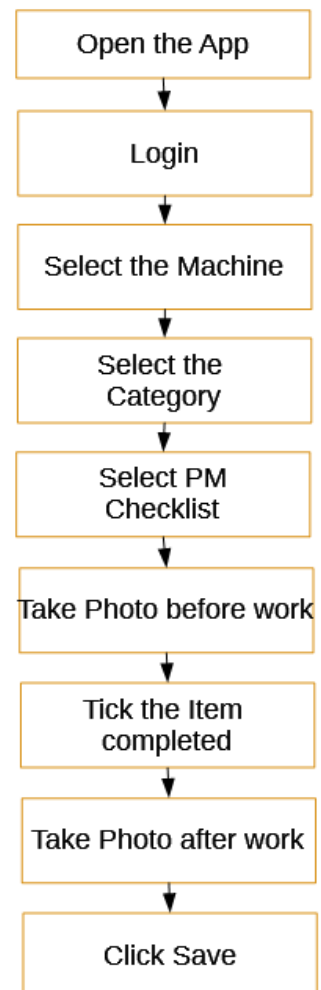 Open the App
Login
Select the Machine
Select the
Category
Select PM
Checklist
Take Photo before work
Tick the Item
completed
Take Photo after work
Click Save